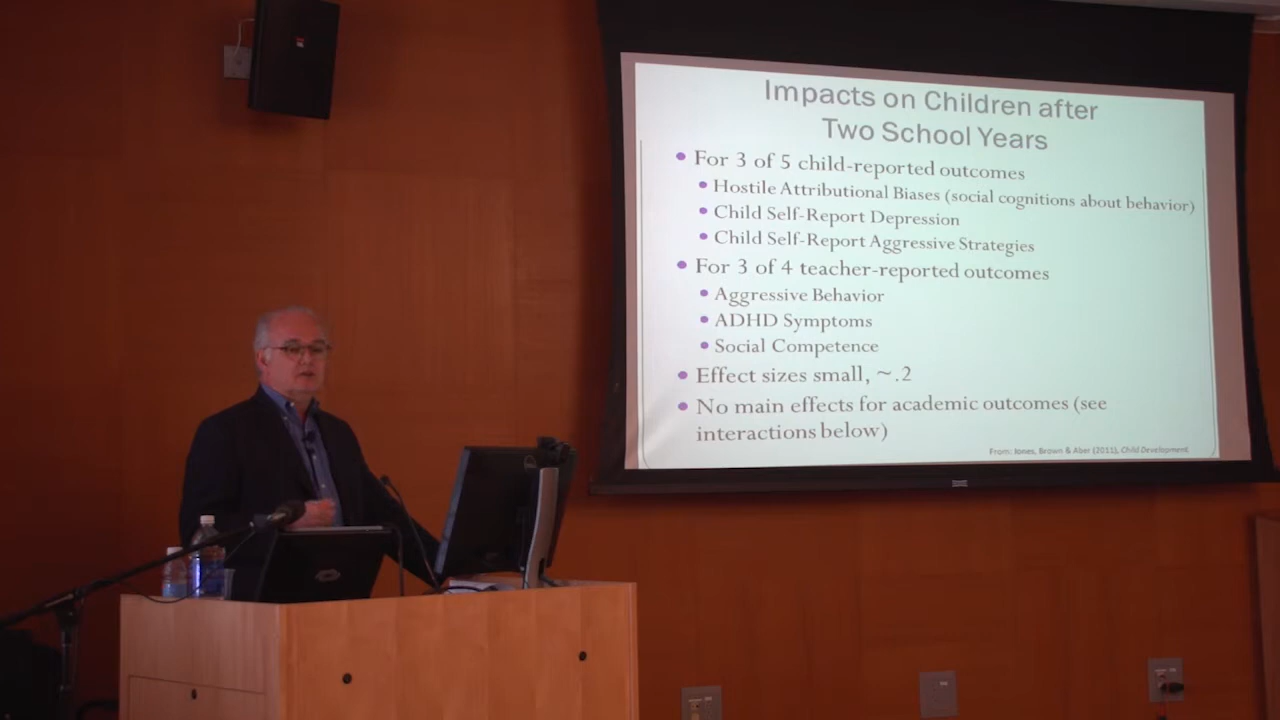 Impacts on Children after
Two School Years
• For 3 of 5 child-reported outcomes
• Hostile Attributional Biases (social cognitions about behavior)
• Child Self-Report Depression
• Child Self-Report Aggressive Strategies
• For 3 of 4 teacher-reported outcomes
• Aggressive Behavior
• ADHD Symptoms
• Social Competence
• Effect sizes small, ~.2
• No main effects for academic outcomes (see
interactions below)
From: Jones, Brown & Aber (2011), Child Development.